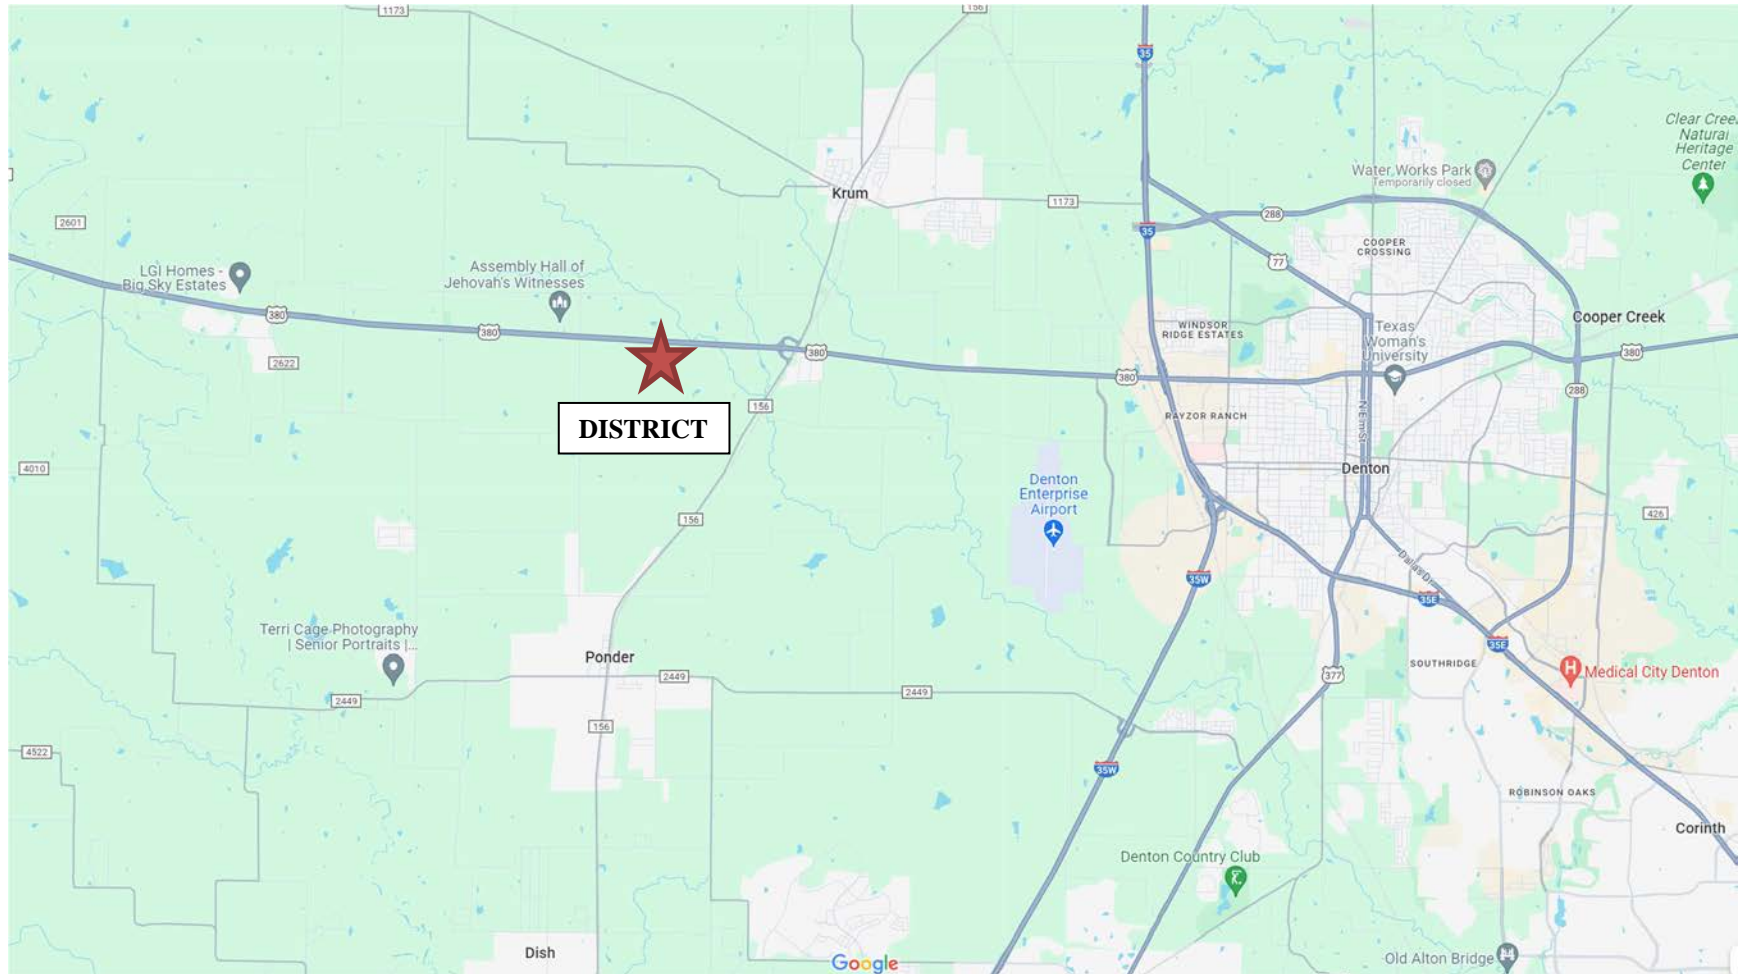 1173
156
35
Clear Creek
Natural
Heritage
Center
Water Works Park
Temporarily closed
Krum
1173
288
2601
35
COOPER
CROSSING
77
LGI Homes -
Big Sky Estates
Assembly Hall of
Jehovah's Witnesses
380
380
WINDSOR
RIDGE ESTATES
Texas
Woman's
University
Cooper Creek
380
380
2622
380
288
156
RAYZOR RANCH
N Elm St
DISTRICT
4010
Denton
Denton
Enterprise
Airport
156
426
Dallas Dr
35W
35E
Terri Cage Photography
| Senior Portraits |...
Ponder
35E
SOUTHRIDGE
Medical City Denton
2449
377
2449
2449
156
4522
35W
ROBINSON OAKS
Corinth
Denton Country Club
Dish
Google
Old Alton Bridge